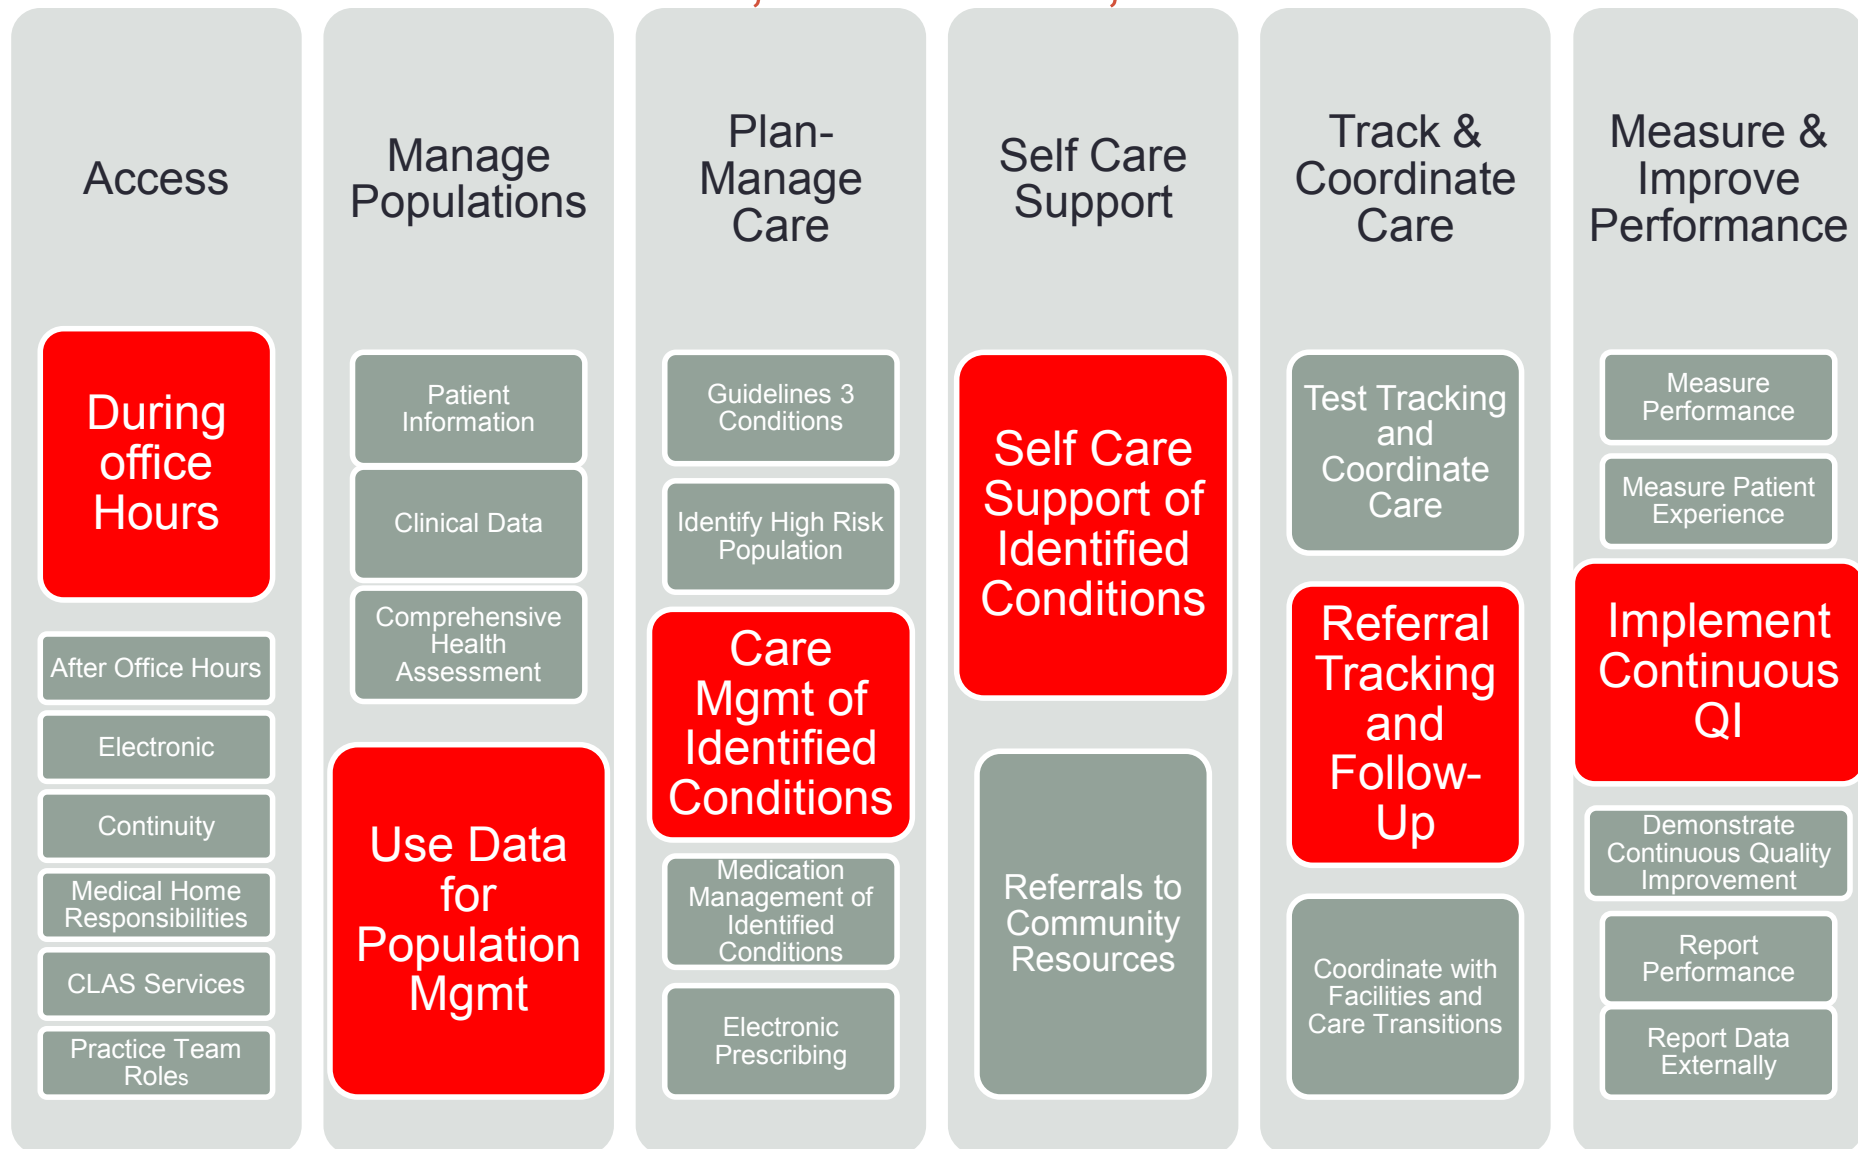 Access
During
office
Hours
After Office Hours
Electronic
Continuity
Medical Home
Responsibilities
CLAS Services
Practice Team
Roles
Manage
Populations
Patient
Information
Clinical Data
Comprehensive
Health
Assessment
Use Data
for
Population
Mgmt
Plan-
Manage
Care
Guidelines 3
Conditions
Identify High Risk
Population
Care
Mgmt of
Identified
Conditions
Medication
Management of
Identified
Conditions
Electronic
Prescribing
Self Care
Support
Self Care
Support of
Identified
Conditions
Referrals to
Community
Resources
Track &
Coordinate
Care
Test Tracking
and
Coordinate
Care
Referral
Tracking
and
Follow-
Up
Coordinate with
Facilities and
Care Transitions
Measure &
Improve
Performance
Measure
Performance
Measure Patient
Experience
Implement
Continuous
QI
Demonstrate
Continuous Quality
Improvement
Report
Performance
Report Data
Externally